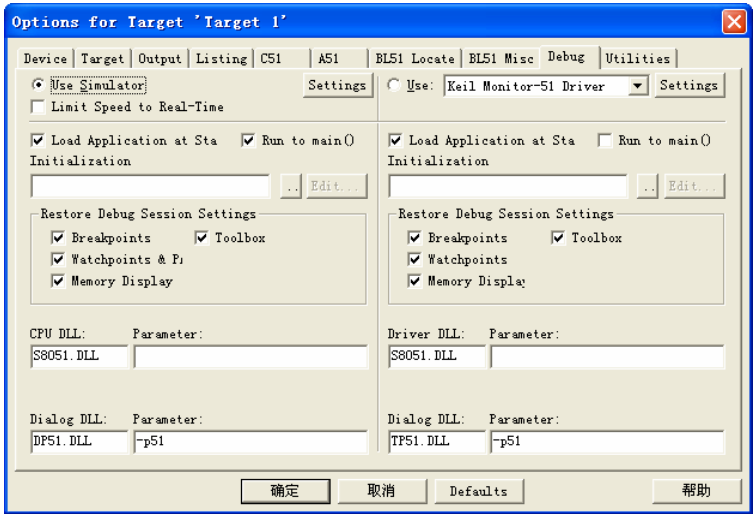 Options for Target 'Target 1'
Device Target Output Listing C51 A51 BL51 Locate BL51 Misc Debug Utilities
Use Simulator Settings Use: Keil Monitor-51 Driver Settings
Limit Speed to Real-Time
Load Application at Sta Run to main() Load Application at Sta Run to main()
Initialization Initialization
.. Edit... .. Edit...
Restore Debug Session Settings Restore Debug Session Settings
Breakpoints Toolbox Breakpoints Toolbox
Watchpoints & Pa Watchpoints
Memory Display Memory Display
CPU DLL: Parameter: Driver DLL: Parameter:
S8051.DLL S8051.DLL
Dialog DLL: Parameter: Dialog DLL: Parameter:
DP51.DLL -p51 TP51.DLL -p51
确定 取消 Defaults 帮助